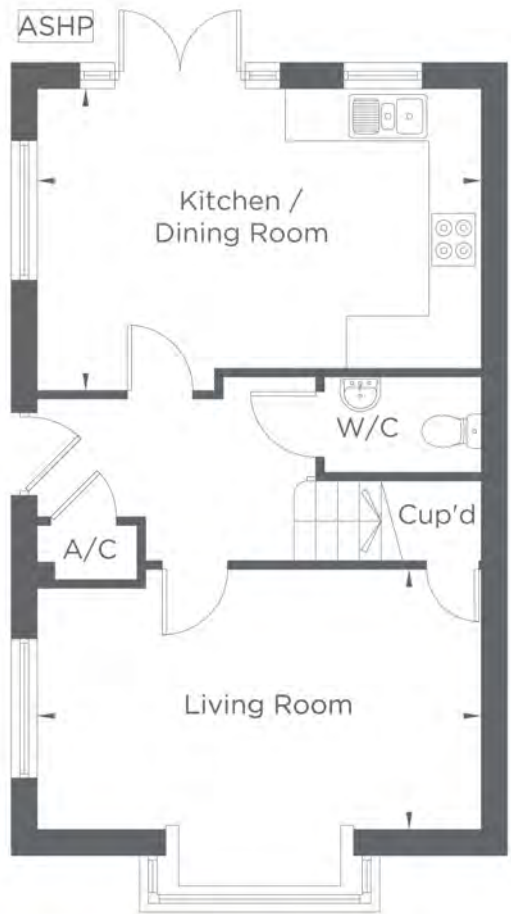 ASHP
Kitchen /
Dining Room
W/C
Cup'd
A/C
Living Room